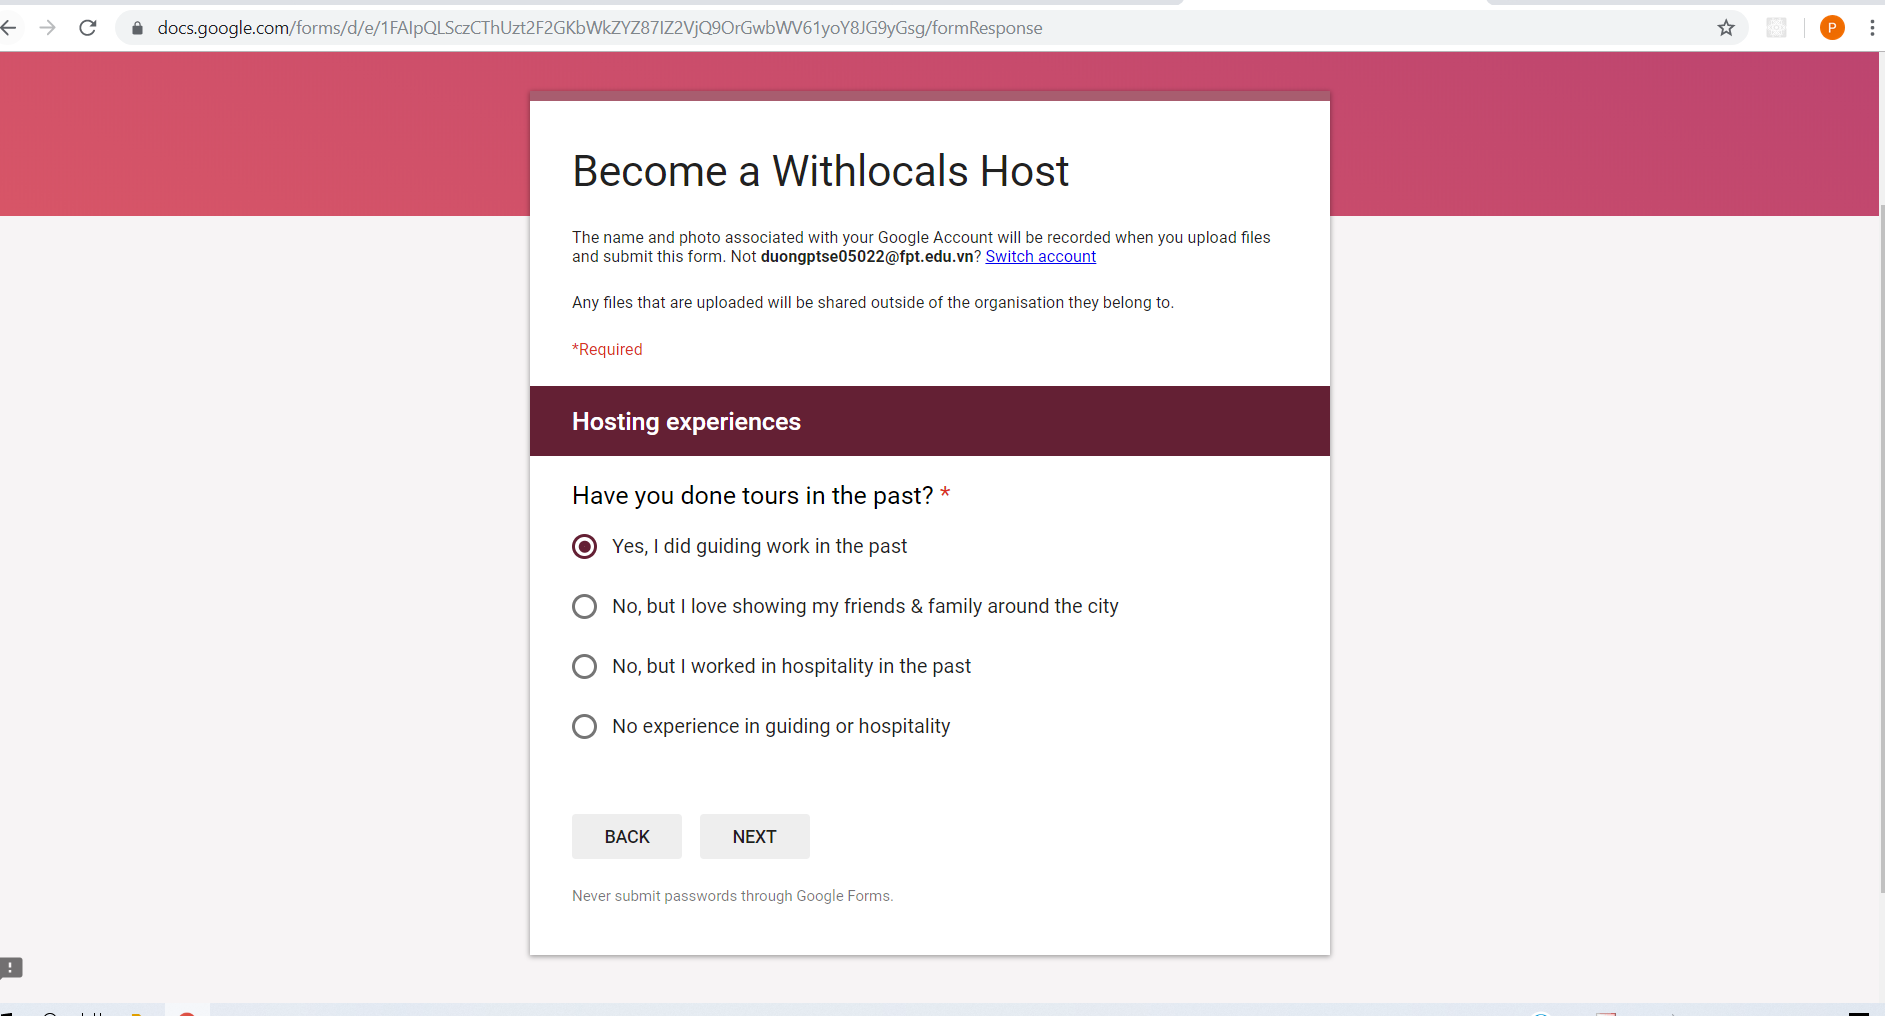 docs.google.com/forms/d/e/1FAIpQLSczCThUzt2F2GKbWkZYZ87IZ2VjQ9OrGwbWV61yoY8JG9yGsg/formResponse
P
Become a Withlocals Host
The name and photo associated with your Google Account will be recorded when you upload files
and submit this form. Not duongptse05022@fpt.edu.vn? Switch account
Any files that are uploaded will be shared outside of the organisation they belong to.
*Required
Hosting experiences
Have you done tours in the past? *
Yes, I did guiding work in the past
No, but I love showing my friends & family around the city
No, but I worked in hospitality in the past
No experience in guiding or hospitality
BACK NEXT
Never submit passwords through Google Forms.